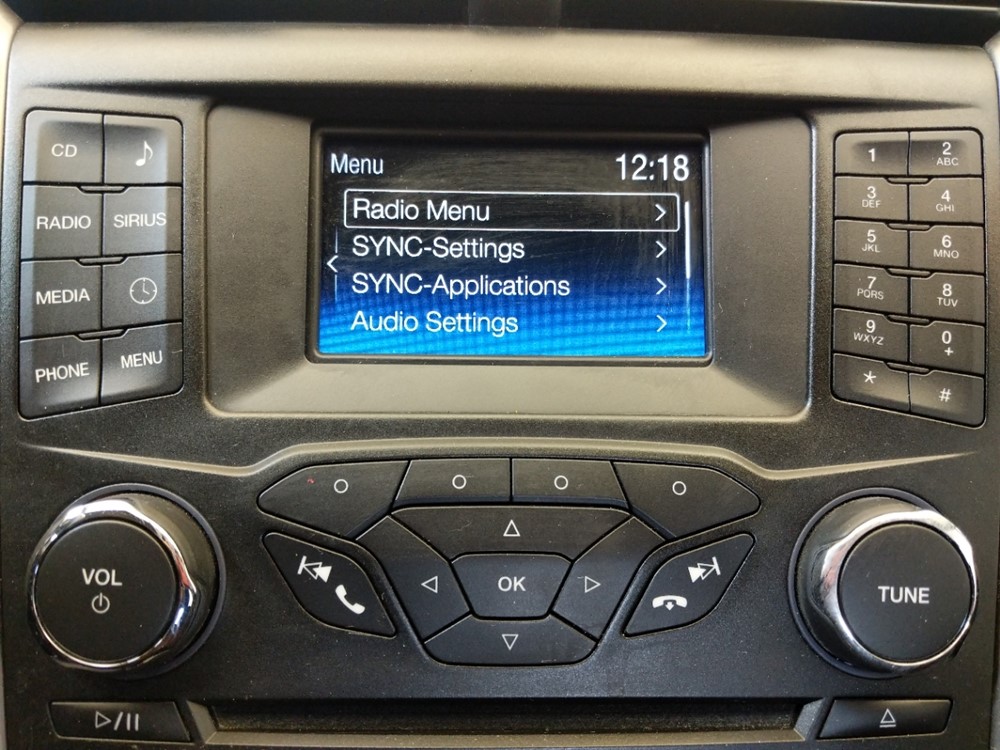 CD
RADIO SIRIUS
MEDIA
PHONE MENU
Menu 12:18
Radio Menu
SYNC-Settings
SYNC-Applications
Audio Settings
1 2 ABC
3 DEF 4 GHI
5 JKL 6 MNO
7 PQRS 8 TUV
9 WXYZ 0 +
* #
VOL
OK
TUNE